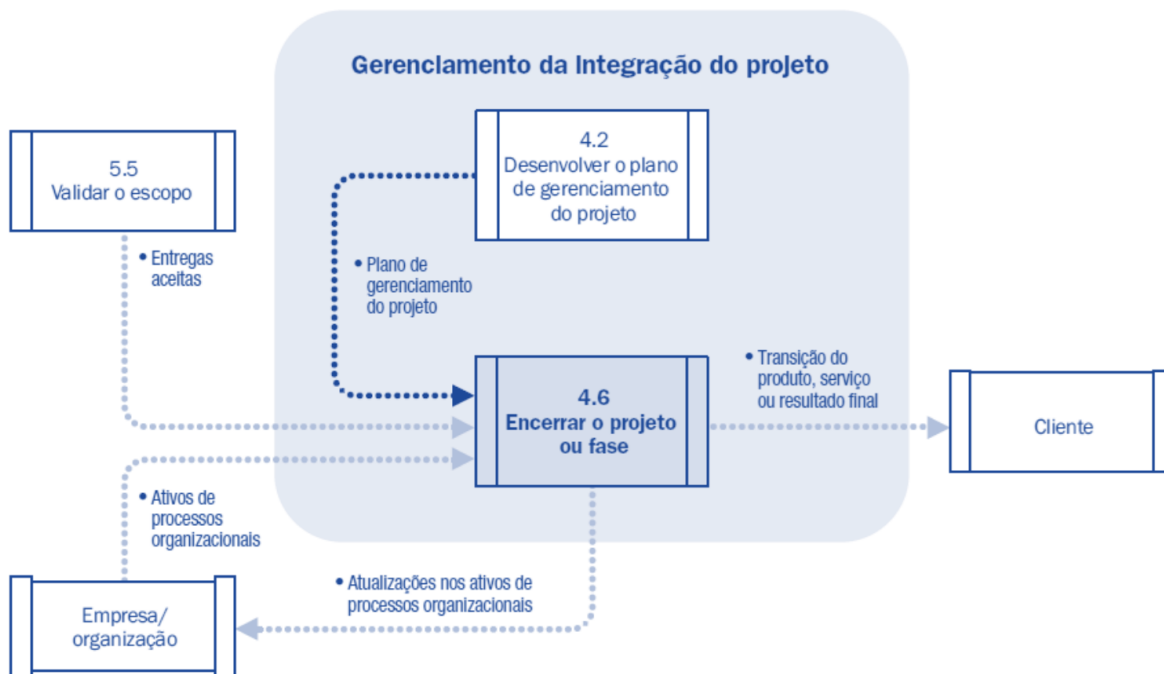 Gerenclamento da Integração do projeto
4.2
Desenvolver o plano
de gerenciamento
do projeto
5.5
Validar o escopo
• Entregas
aceitas
• Plano de
gerenciamento
do projeto
• Transição do
produto, serviço
ou resultado final
4.6
Encerrar o projeto
ou fase
Cliente
• Ativos de
processos
organizacionais
• Atualizações nos ativos de
processos organizacionais
Empresa/
organização